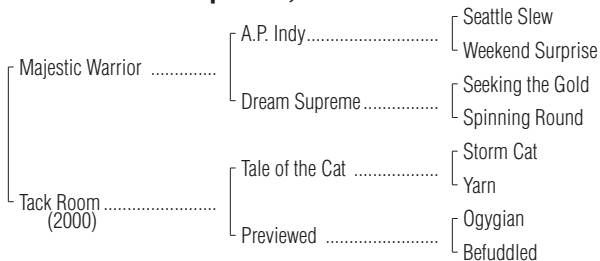 Seattle Slew
A.P. Indy
Weekend Surprise
Majestic Warrior
Seeking the Gold
Dream Supreme
Spinning Round
Storm Cat
Tale of the Cat
Yarn
Tack Room
(2000)
Ogygian
Previewed
Befuddled